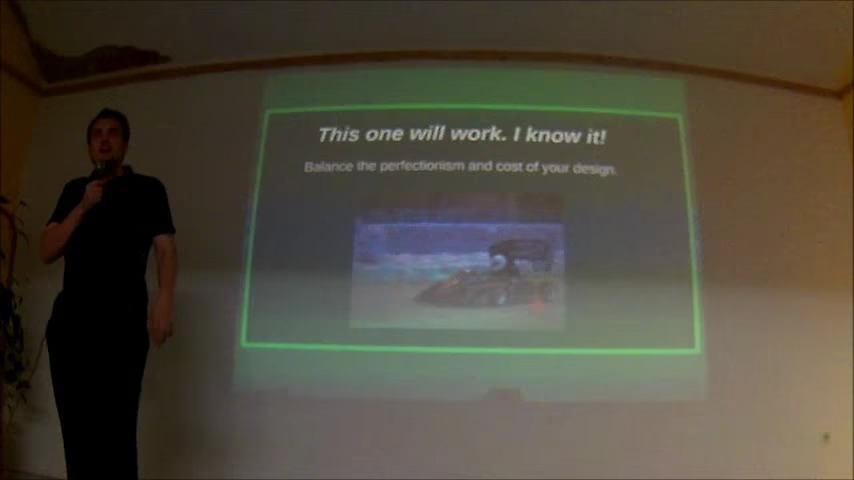 This one will work. I know it!
Balance the perfectionism and cost of your design.